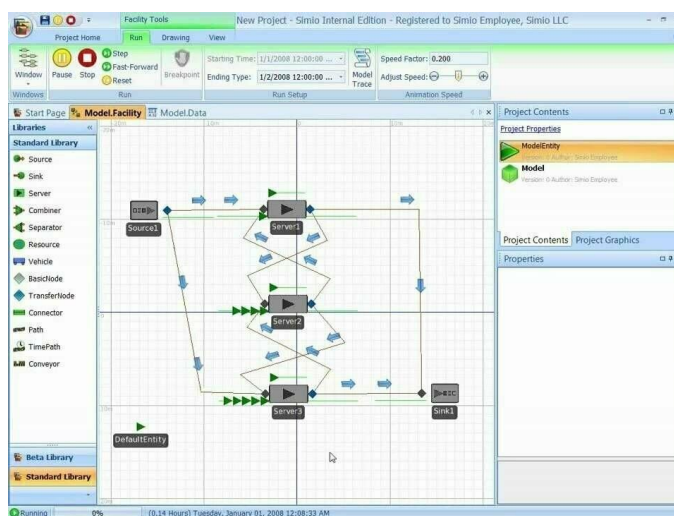 Facility Tools
New Project - Simio Internal Edition - Registered to Simio Employee, Simio LLC
Project Home Run Drawing View
Window
Windows
Pause Stop
Step
Fast-Forward
Reset
Breakpoint
Run
Starting Time: 1/1/2008 12:00:00 ...
Ending Type: 1/2/2008 12:00:00 ...
Model Trace
Run Setup
Speed Factor: 0.200
Adjust Speed:
Animation Speed
Start Page Model.Facility Model.Data
Libraries
Standard Library
Source
Sink
Server
Combiner
Separator
Resource
Vehicle
BasicNode
TransferNode
Connector
Path
TimePath
Conveyor
Beta Library
Standard Library
Source1
Server1
Server2
Server3
Sink1
DefaultEntity
Project Contents
Project Properties
ModelEntity
Version: 0 Author: Simio Employee
Model
Version: 0 Author: Simio Employee
Project Contents Project Graphics
Properties
Running 0% (0.14 Hours) Tuesday, January 01, 2008 12:08:33 AM